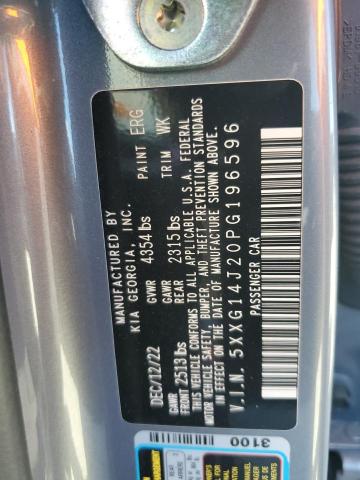 MANUFACTURED BY
KIA GEORGIA, INC.
PAINT ERG
DEC/12/22
GVWR 4354 lbs
TRIM WK
GAWR FRONT 2513 lbs
GAWR REAR 2315 lbs
THIS VEHICLE CONFORMS TO ALL APPLICABLE U.S.A. FEDERAL
MOTOR VEHICLE SAFETY, BUMPER, AND THEFT PREVENTION STANDARDS
IN EFFECT ON THE DATE OF MANUFACTURE SHOWN ABOVE.
V.I.N. 5XXG14J20PG196596
PASSENGER CAR
3100